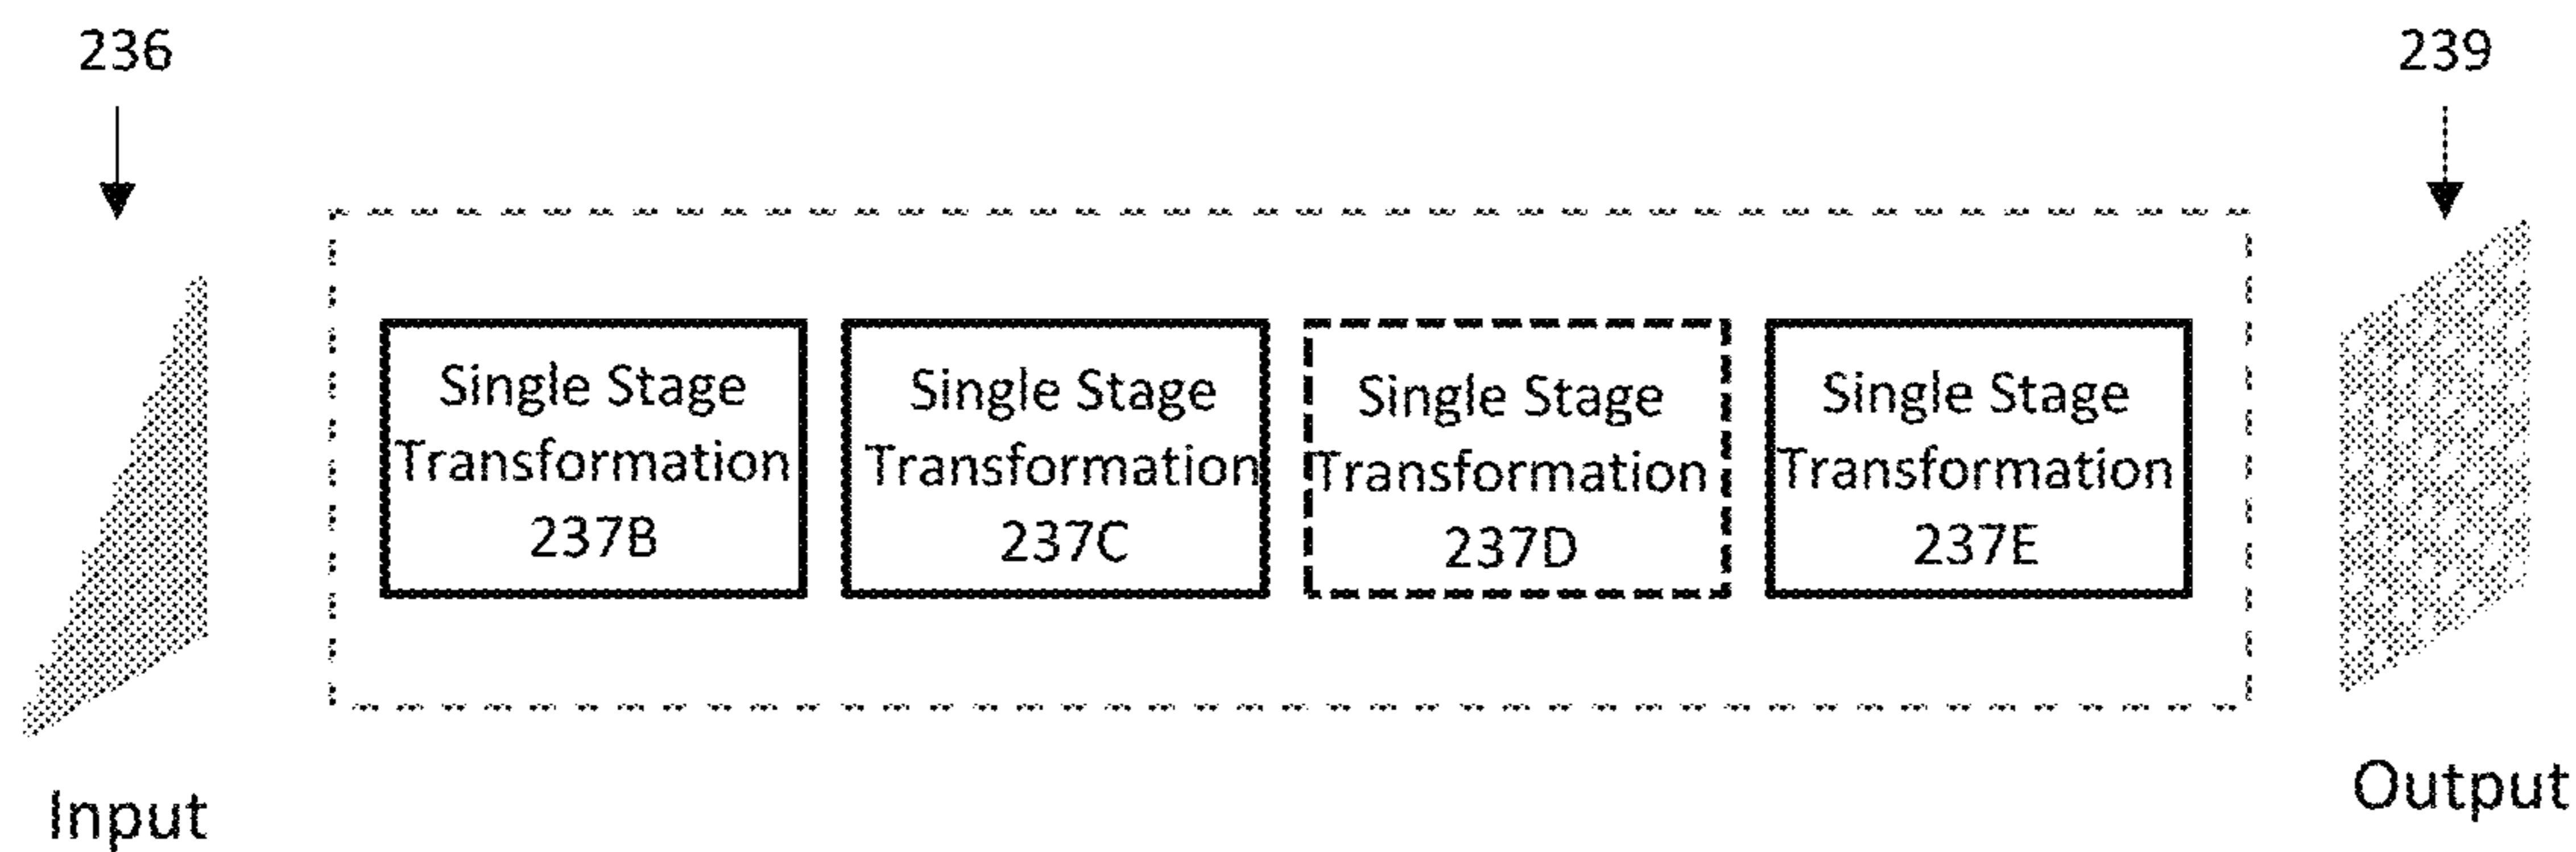 236
239
Single Stage
Transformation
237B
Single Stage
Transformation
237C
Single Stage
Transformation
237D
Single Stage
Transformation
237E
Input
Output